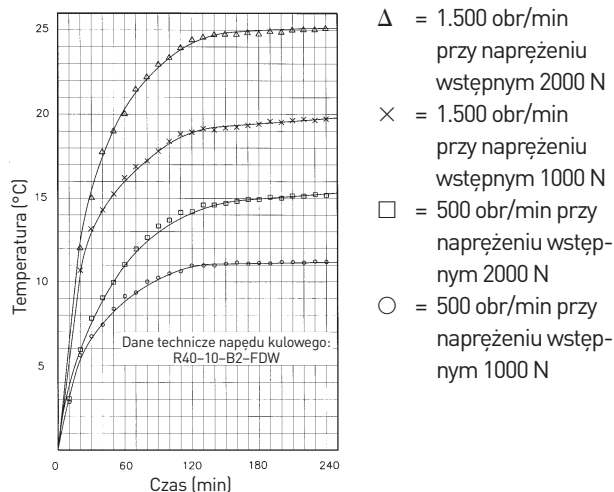 25
20
15
10
5
Temperatura (°C)
Dane technicze napędu kulowego:
R40–10–B2–FDW
0 60 120 180 240
Czas (min)
Δ = 1.500 obr/min
przy naprężeniu
wstępnym 2000 N
× = 1.500 obr/min
przy naprężeniu
wstępnym 1000 N
□ = 500 obr/min przy
naprężeniu wstęp-
nym 2000 N
○ = 500 obr/min przy
naprężeniu wstęp-
nym 1000 N